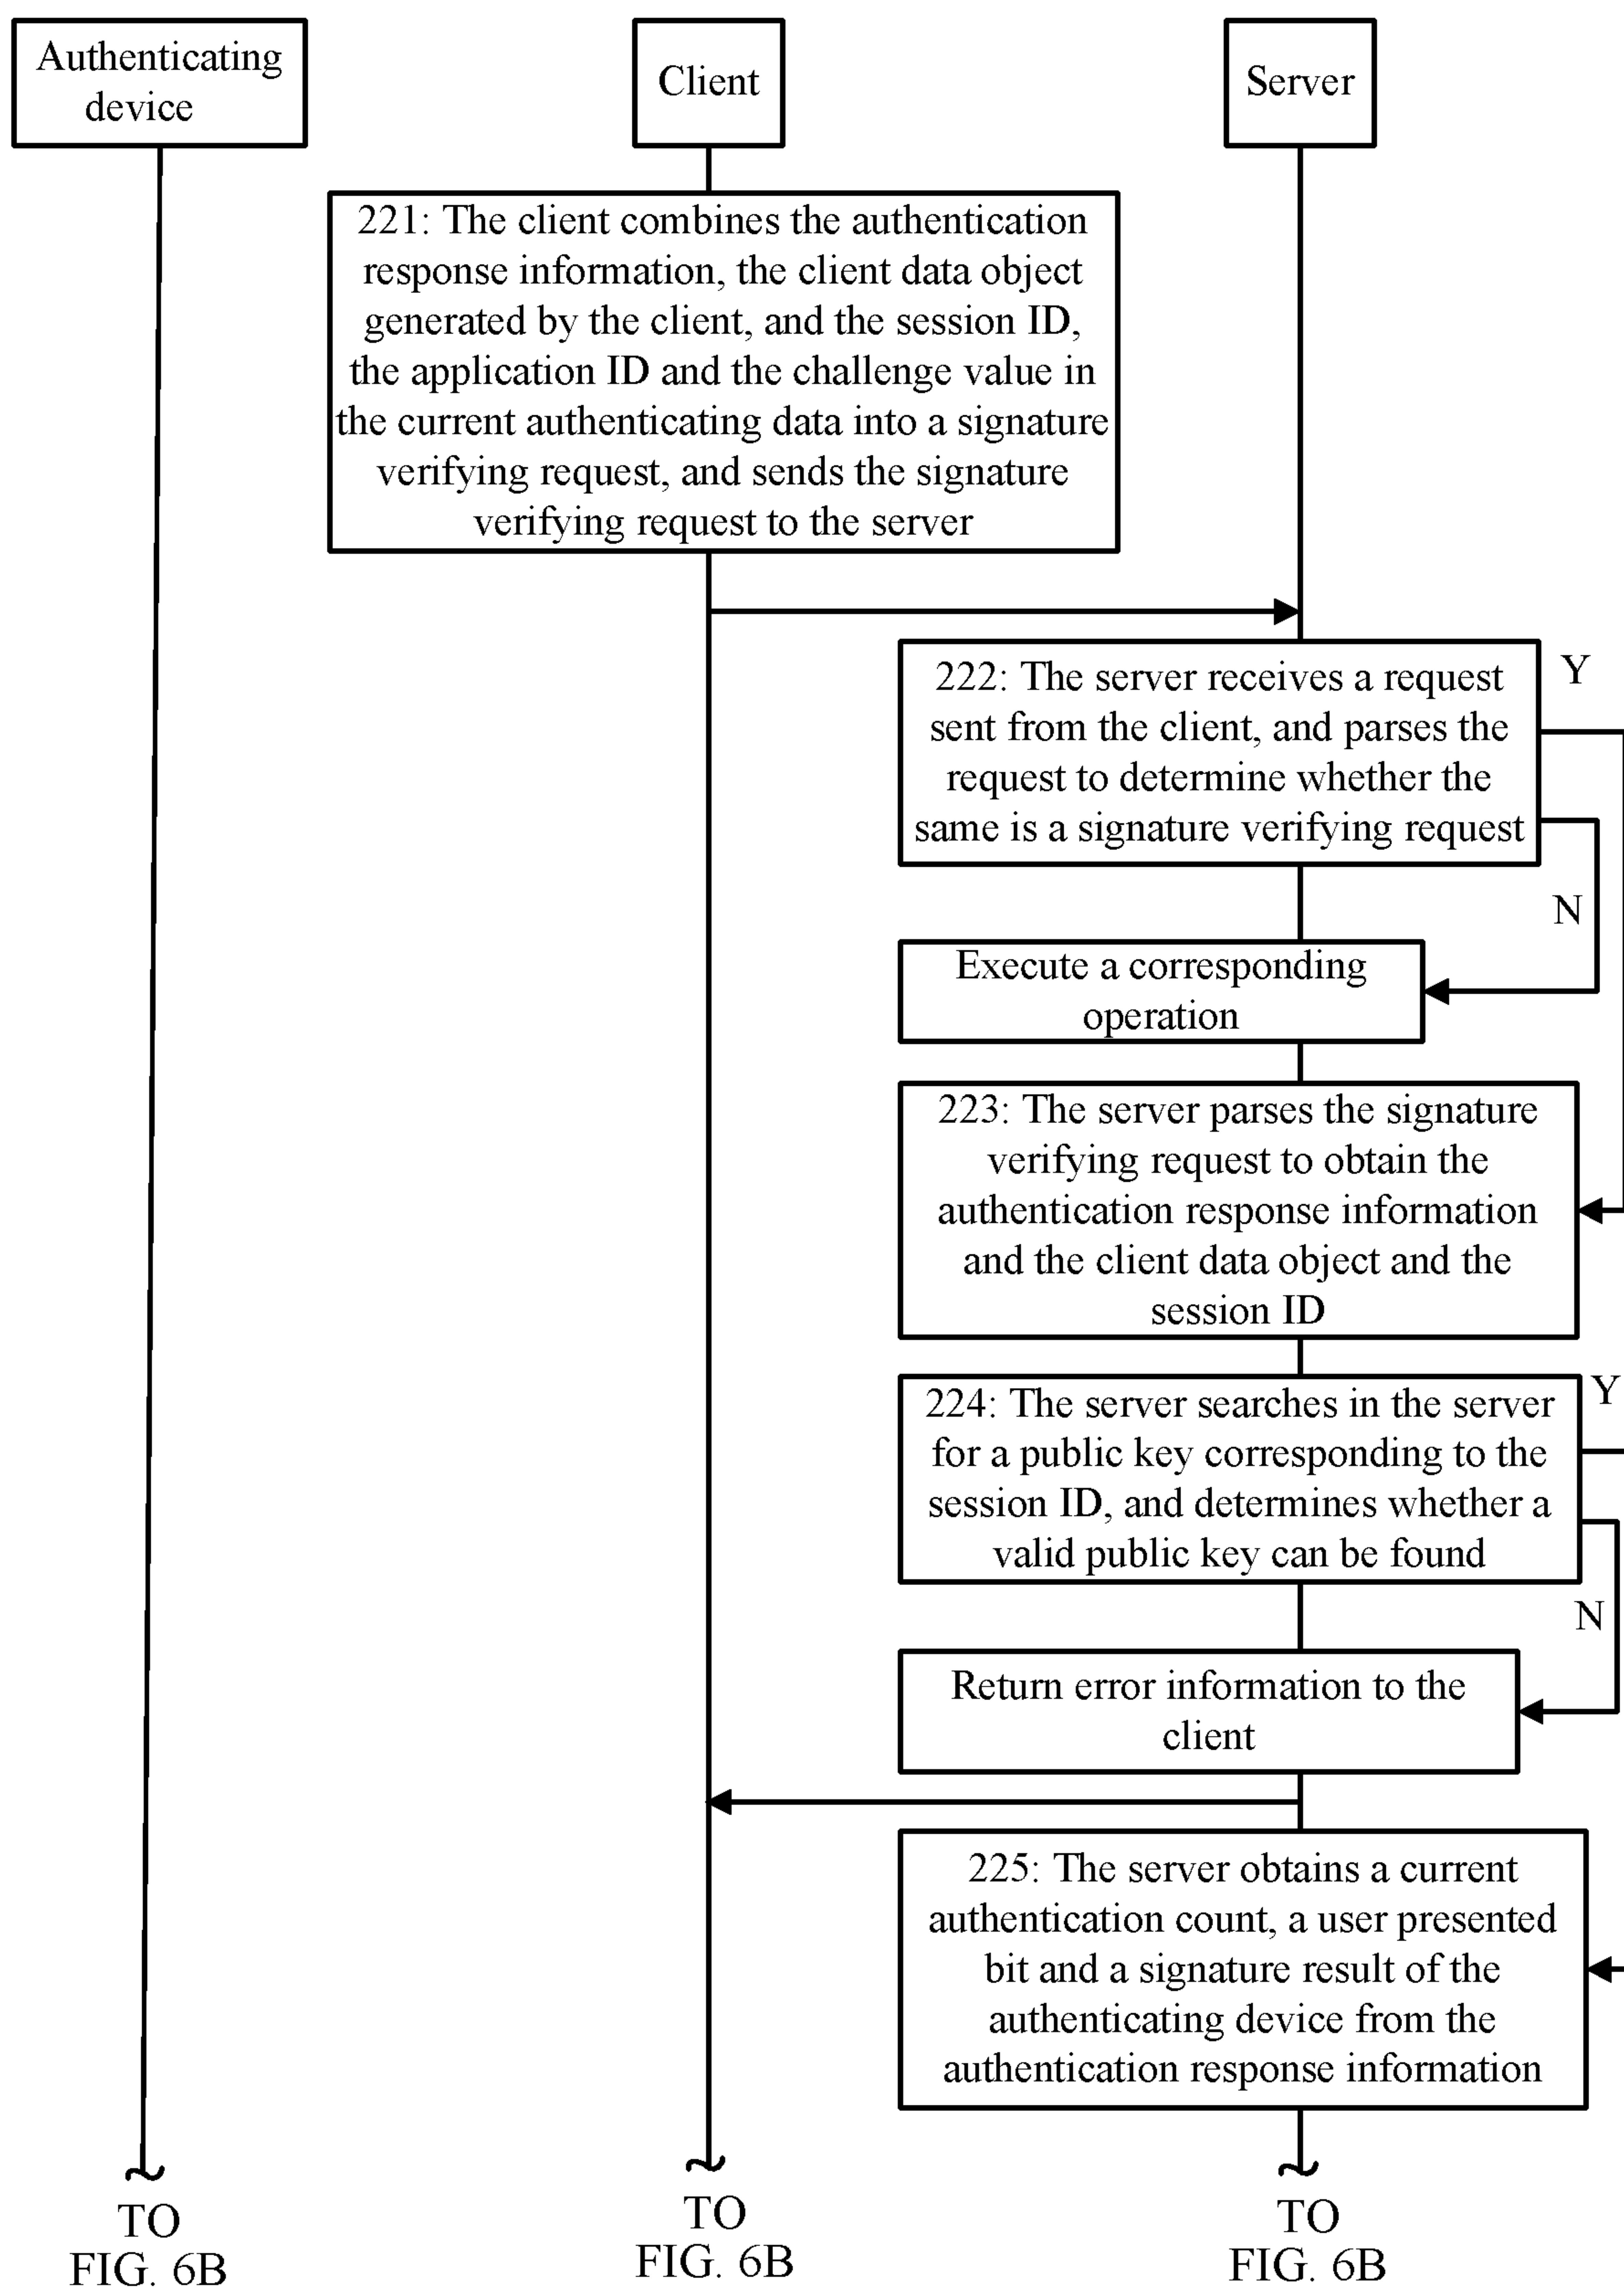 Authenticating
device
Client
Server
221: The client combines the authentication
response information, the client data object
generated by the client, and the session ID,
the application ID and the challenge value in
the current authenticating data into a signature
verifying request, and sends the signature
verifying request to the server
222: The server receives a request
sent from the client, and parses the
request to determine whether the
same is a signature verifying request
Y
N
Execute a corresponding
operation
223: The server parses the signature
verifying request to obtain the
authentication response information
and the client data object and the
session ID
224: The server searches in the server
for a public key corresponding to the
session ID, and determines whether a
valid public key can be found
Y
N
Return error information to the
client
225: The server obtains a current
authentication count, a user presented
bit and a signature result of the
authenticating device from the
authentication response information
TO
FIG. 6B
TO
FIG. 6B
TO
FIG. 6B